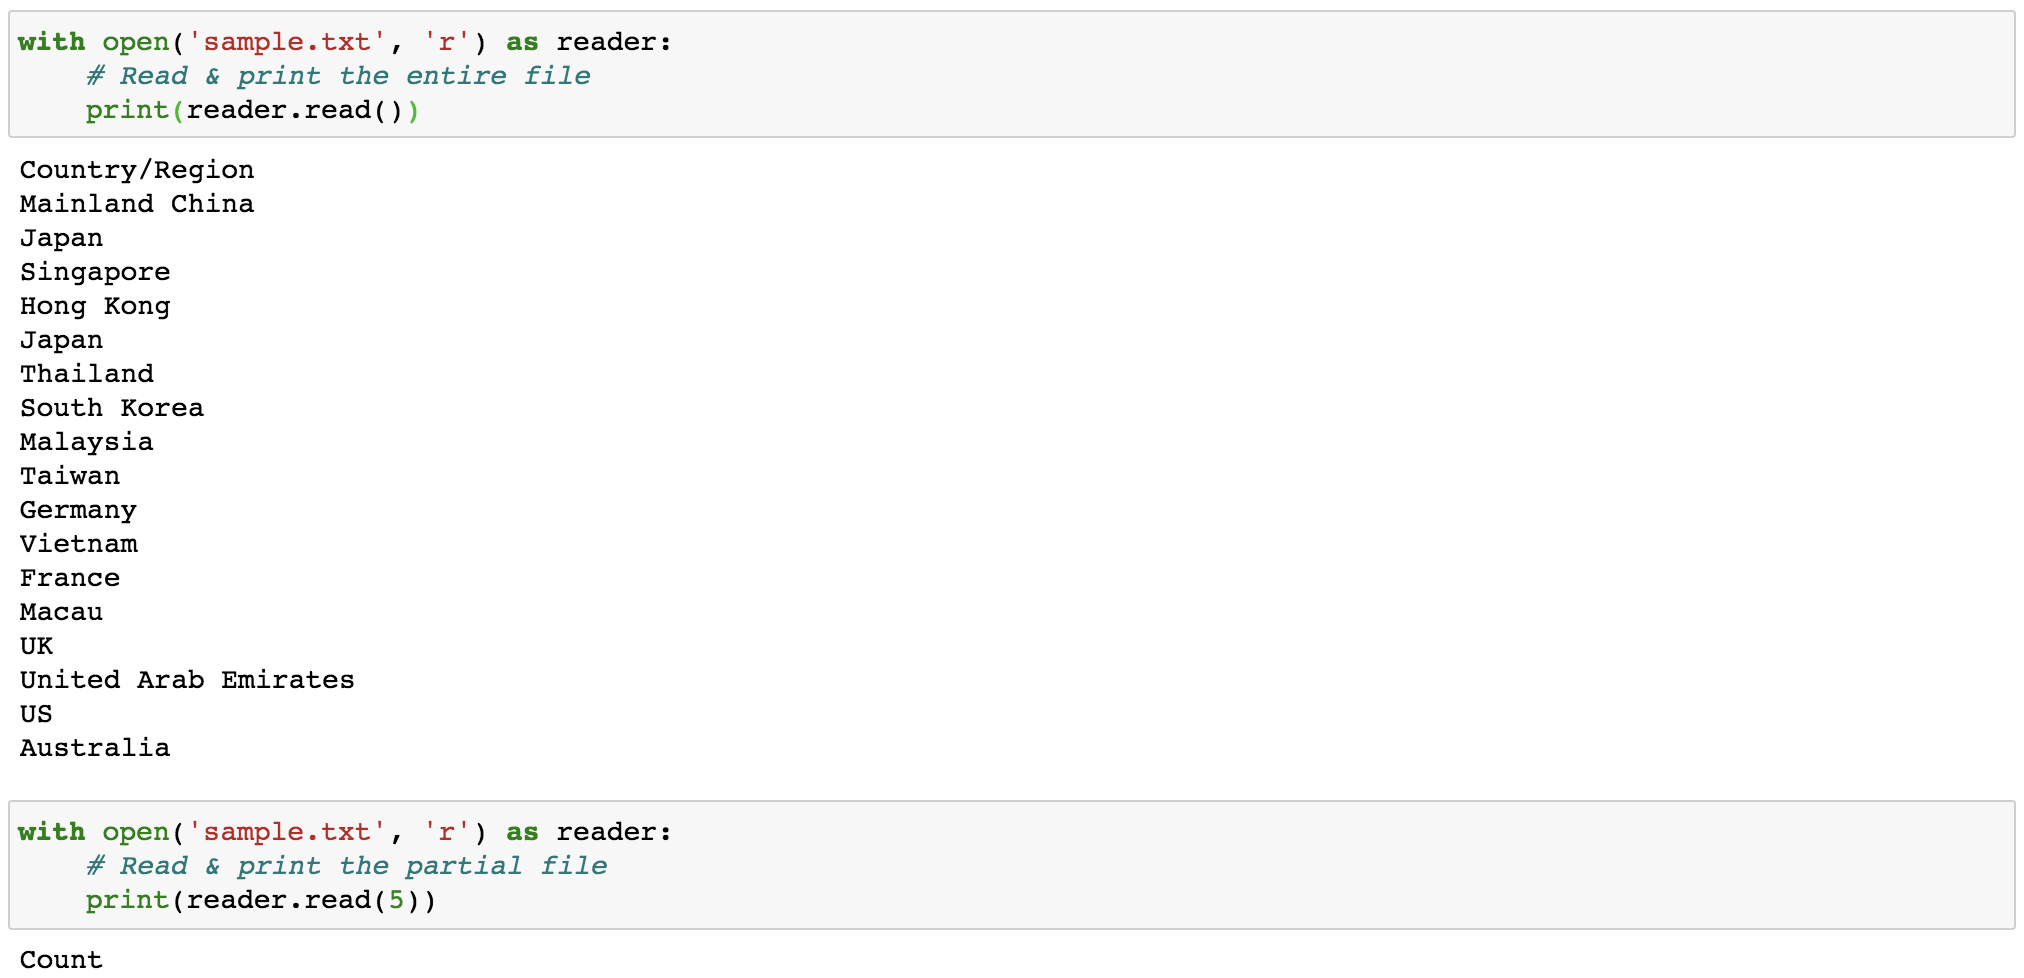 with open('sample.txt', 'r') as reader:
    # Read & print the entire file
    print(reader.read())
Country/Region
Mainland China
Japan
Singapore
Hong Kong
Japan
Thailand
South Korea
Malaysia
Taiwan
Germany
Vietnam
France
Macau
UK
United Arab Emirates
US
Australia
with open('sample.txt', 'r') as reader:
    # Read & print the partial file
    print(reader.read(5))
Count